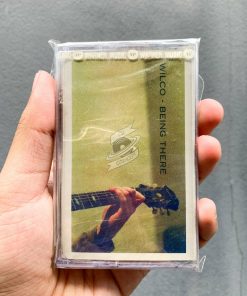 WILCO - BEING THERE